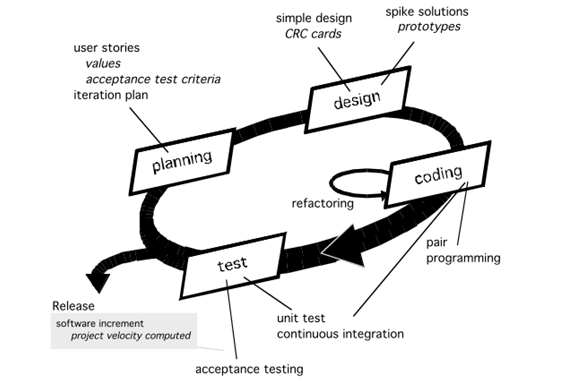 simple design
CRC cards
spike solutions
prototypes
user stories
values
acceptance test criteria
iteration plan
design
planning
coding
refactoring
test
pair
programming
Release
software increment
project velocity computed
unit test
continuous integration
acceptance testing